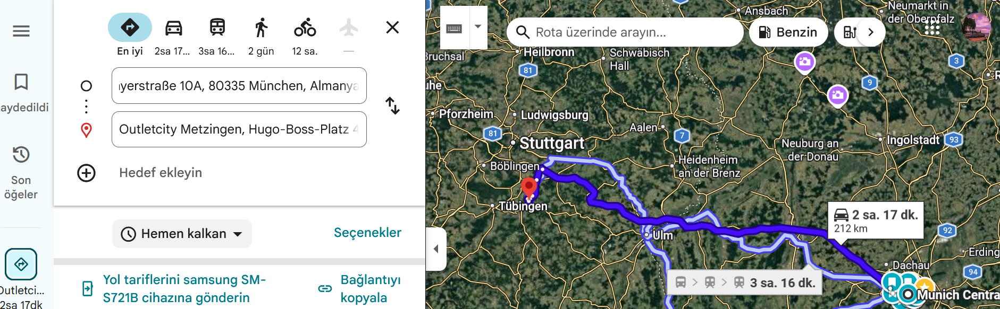 En iyi
2sa 17...
3sa 16...
2 gün
12 sa.
—
yerstraße 10A, 80335 München, Almanya
Outletcity Metzingen, Hugo-Boss-Platz 4
Hedef ekleyin
aydedildi
Son
öğeler
Outletci...
2sa 17dk
Hemen kalkan
Seçenekler
Yol tariflerini samsung SM-
S721B cihazına gönderin
Bağlantıyı
kopyala
Rota üzerinde arayın...
Benzin
Ansbach
Neumarkt in
der Oberpfalz
Bruchsal
Heilbronn
Schwäbisch
Hall
81
3
9
uhe
Pforzheim
Ludwigsburg
81
Aalen
7
Stuttgart
Neuburg an
der Donau
Ingolstadt
93
Böblingen
Heidenheim
an der Brenz
Tübingen
2 sa. 17 dk.
212 km
Ulm
92
Erding
Dachau
94
3 sa. 16 dk.
Munich Centra